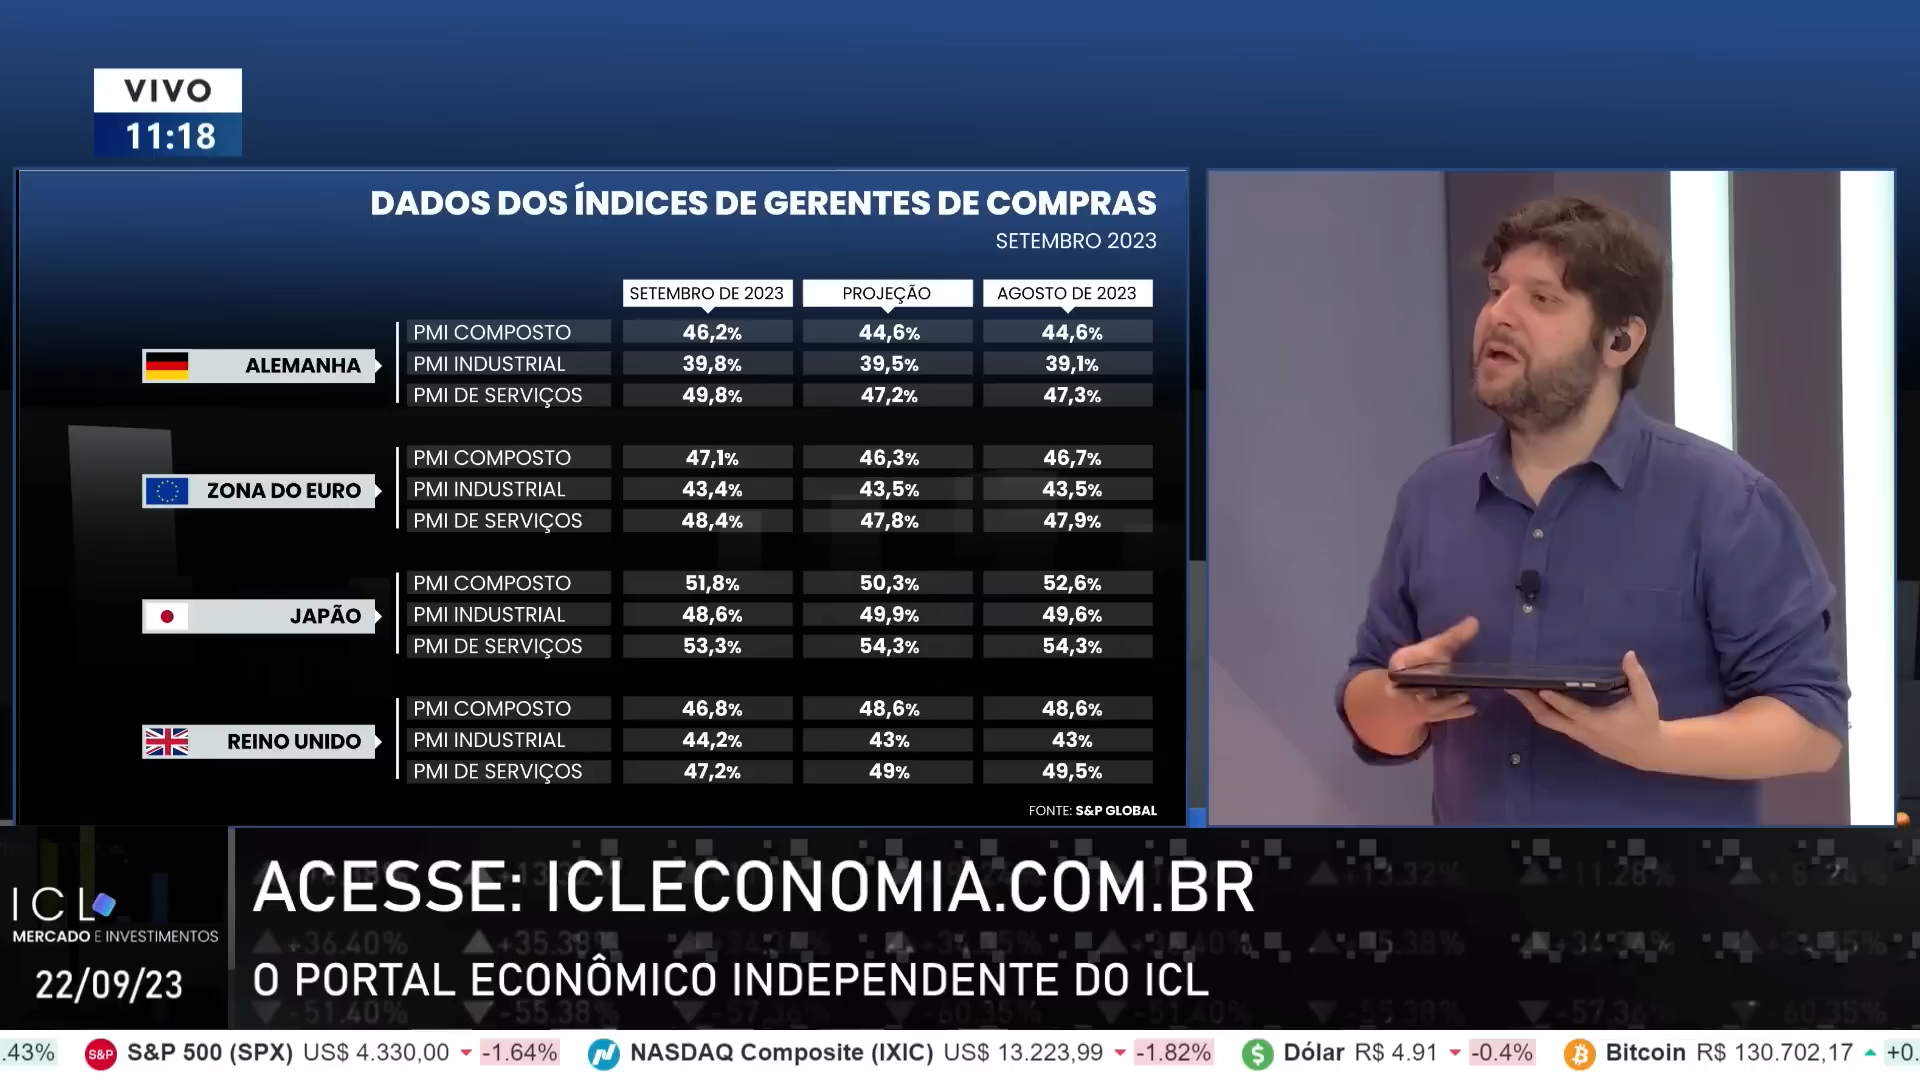 VIVO
11:18
DADOS DOS ÍNDICES DE GERENTES DE COMPRAS
SETEMBRO 2023
SETEMBRO DE 2023 PROJEÇÃO AGOSTO DE 2023
ALEMANHA
PMI COMPOSTO 46,2% 44,6% 44,6%
PMI INDUSTRIAL 39,8% 39,5% 39,1%
PMI DE SERVIÇOS 49,8% 47,2% 47,3%
ZONA DO EURO
PMI COMPOSTO 47,1% 46,3% 46,7%
PMI INDUSTRIAL 43,4% 43,5% 43,5%
PMI DE SERVIÇOS 48,4% 47,8% 47,9%
JAPÃO
PMI COMPOSTO 51,8% 50,3% 52,6%
PMI INDUSTRIAL 48,6% 49,9% 49,6%
PMI DE SERVIÇOS 53,3% 54,3% 54,3%
REINO UNIDO
PMI COMPOSTO 46,8% 48,6% 48,6%
PMI INDUSTRIAL 44,2% 43% 43%
PMI DE SERVIÇOS 47,2% 49% 49,5%
FONTE: S&P GLOBAL
ICL
MERCADO E INVESTIMENTOS
22/09/23
ACESSE: ICLECONOMIA.COM.BR
O PORTAL ECONÔMICO INDEPENDENTE DO ICL
.43% S&P S&P 500 (SPX) US$ 4.330,00 -1.64% NASDAQ Composite (IXIC) US$ 13.223,99 -1.82% $ Dólar R$ 4.91 -0.4% Bitcoin R$ 130.702,17 +0.